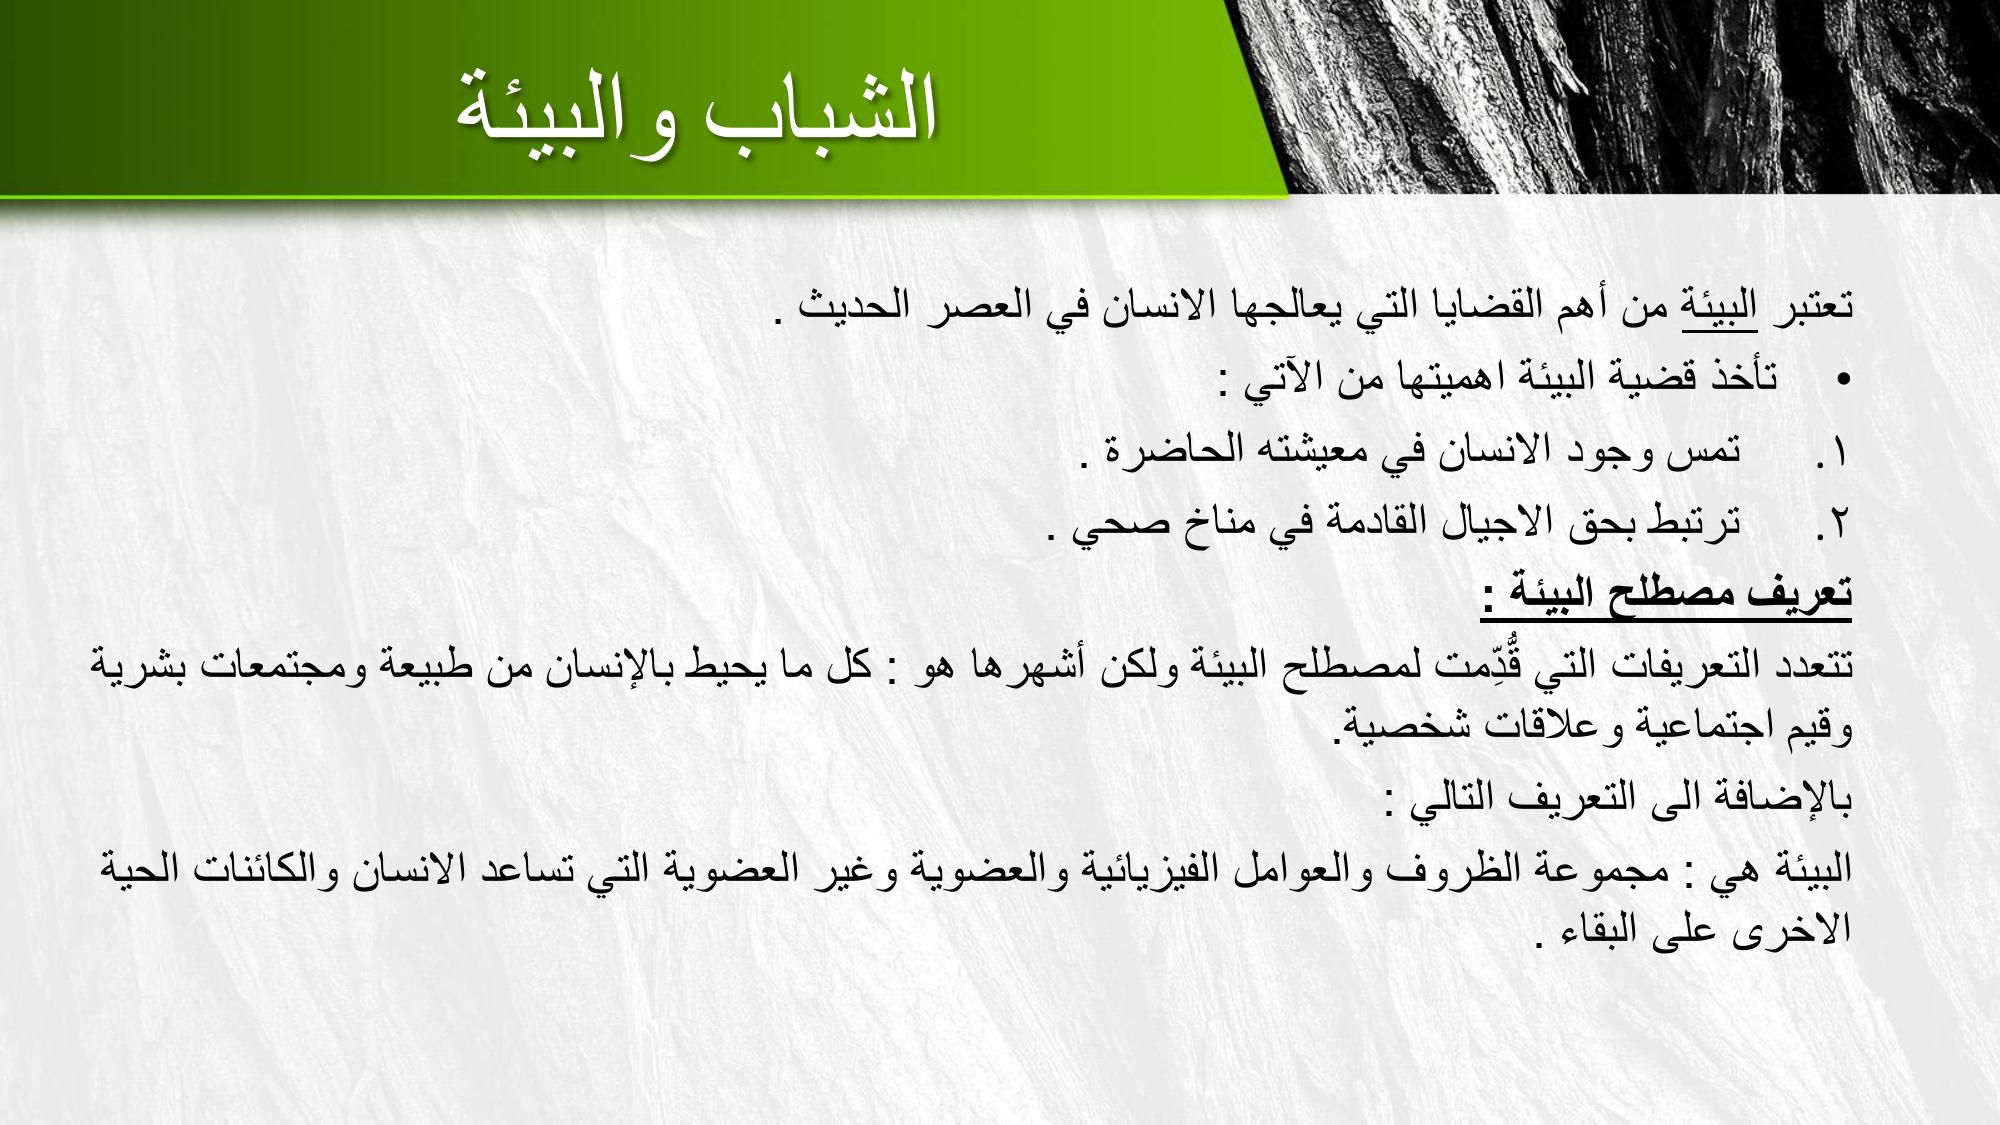 الشباب والبيئة
تعتبر البيئة من أهم القضايا التي يعالجها الانسان في العصر الحديث .
• تأخذ قضية البيئة اهميتها من الآتي :
١. تمس وجود الانسان في معيشته الحاضرة .
٢. ترتبط بحق الاجيال القادمة في مناخ صحي .
تعريف مصطلح البيئة :
تتعدد التعريفات التي قُّدِّمت لمصطلح البيئة ولكن أشهرها هو : كل ما يحيط بالإنسان من طبيعة ومجتمعات بشرية
وقيم اجتماعية وعلاقات شخصية.
بالإضافة الى التعريف التالي :
البيئة هي : مجموعة الظروف والعوامل الفيزيائية والعضوية وغير العضوية التي تساعد الانسان والكائنات الحية
الاخرى على البقاء .